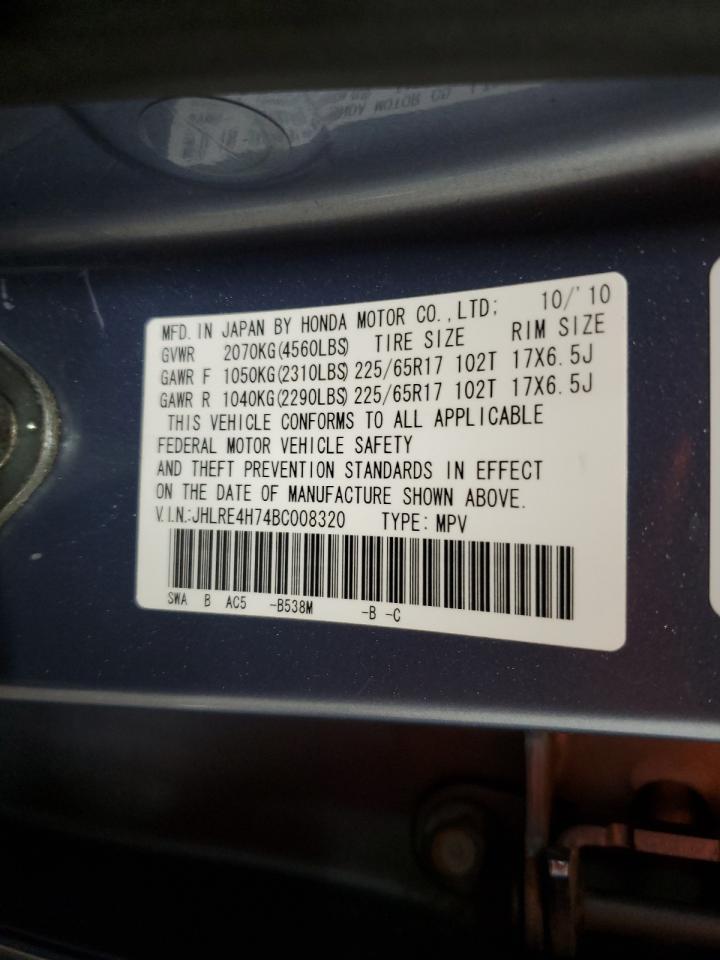 MFD. IN JAPAN BY HONDA MOTOR CO., LTD; 10/'10
GVWR 2070KG(4560LBS) TIRE SIZE RIM SIZE
GAWR F 1050KG(2310LBS) 225/65R17 102T 17X6.5J
GAWR R 1040KG(2290LBS) 225/65R17 102T 17X6.5J
THIS VEHICLE CONFORMS TO ALL APPLICABLE
FEDERAL MOTOR VEHICLE SAFETY
AND THEFT PREVENTION STANDARDS IN EFFECT
ON THE DATE OF MANUFACTURE SHOWN ABOVE.
V.I.N.:JHLRE4H74BC008320 TYPE: MPV
SWA B AC5 -B538M -B -C